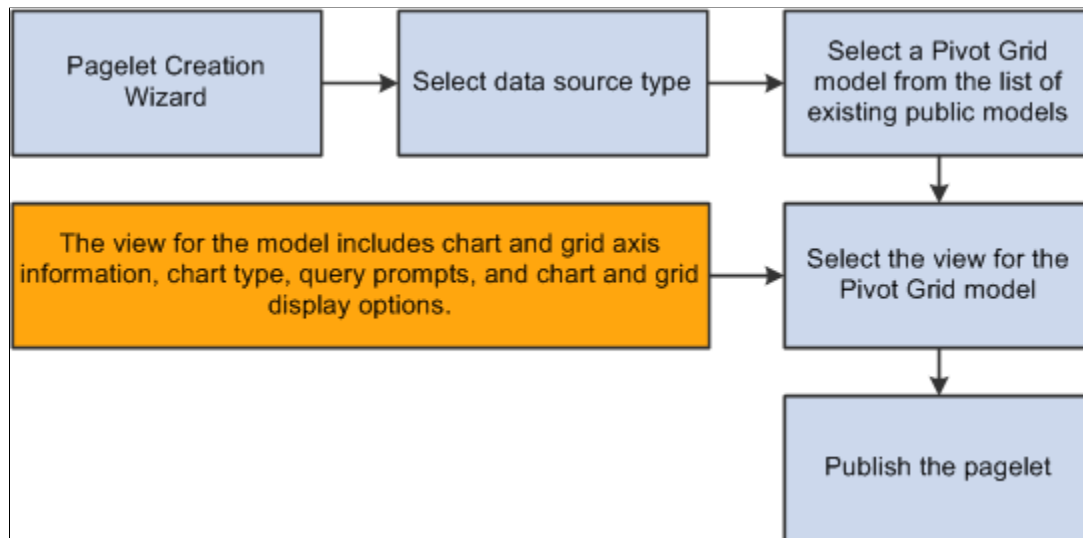 Pagelet Creation
Wizard
Select data source type
Select a Pivot Grid
model from the list of
existing public models
The view for the model includes chart and grid axis
information, chart type, query prompts, and chart and grid
display options.
Select the view for the
Pivot Grid model
Publish the pagelet